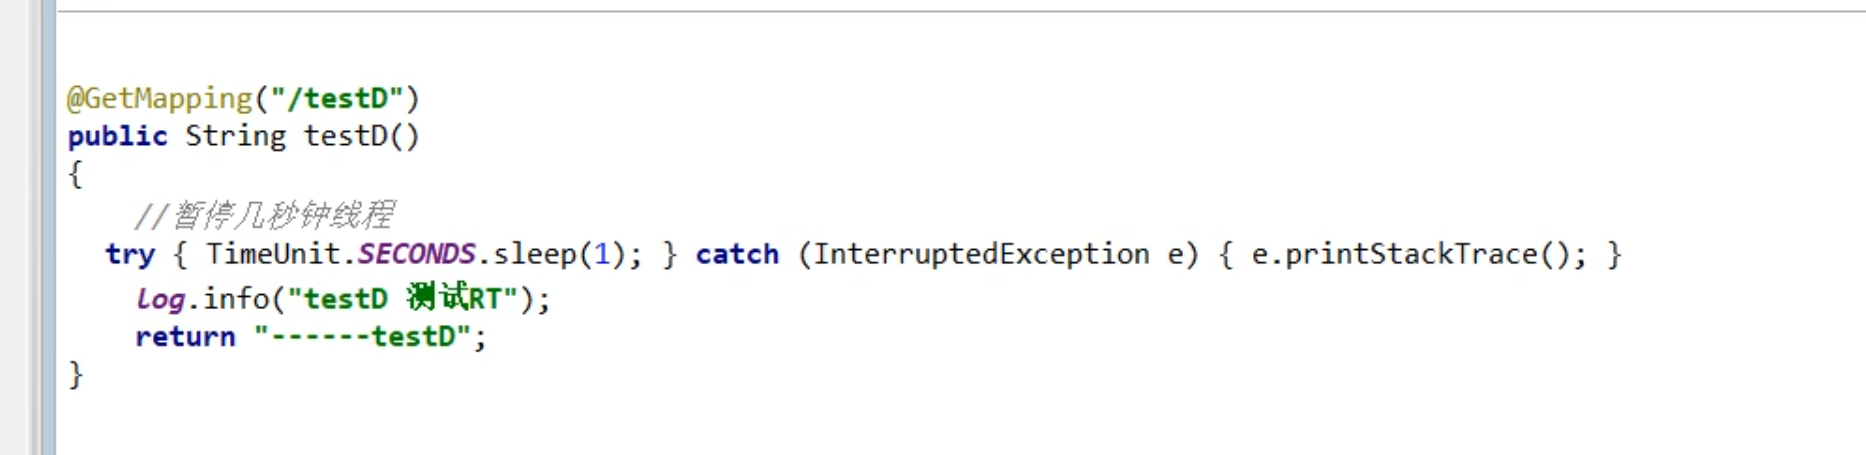 @GetMapping("/testD")
public String testD()
{
//暂停几秒钟线程
try { TimeUnit.SECONDS.sleep(1); } catch (InterruptedException e) { e.printStackTrace(); }
log.info("testD 测试RT");
return "------testD";
}